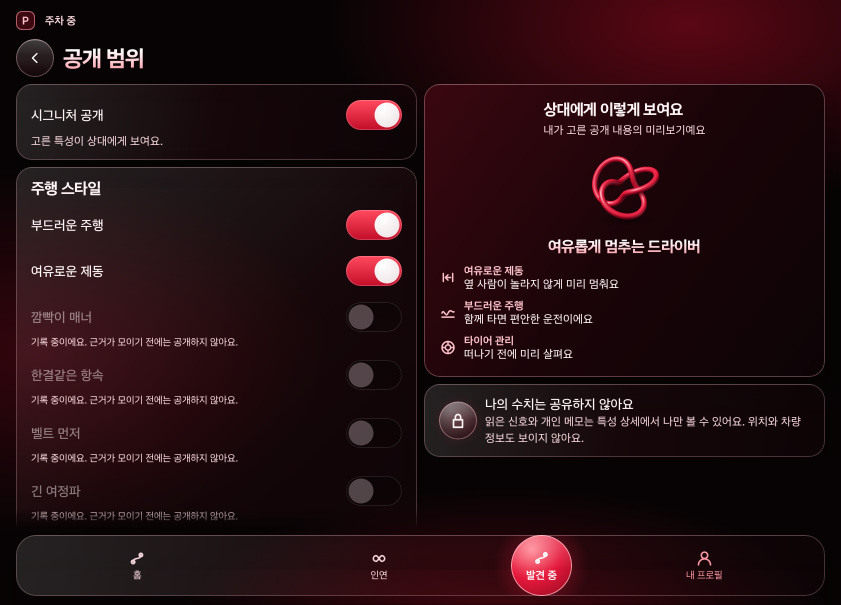 P 주차 중
공개 범위
시그니처 공개
고른 특성이 상대에게 보여요.
주행 스타일
부드러운 주행
여유로운 제동
깜빡이 매너
기록 중이에요. 근거가 모이기 전에는 공개하지 않아요.
한결같은 항속
기록 중이에요. 근거가 모이기 전에는 공개하지 않아요.
벨트 먼저
기록 중이에요. 근거가 모이기 전에는 공개하지 않아요.
긴 여정파
기록 중이에요. 근거가 모이기 전에는 공개하지 않아요.
상대에게 이렇게 보여요
내가 고른 공개 내용의 미리보기예요
여유롭게 멈추는 드라이버
여유로운 제동
옆 사람이 놀라지 않게 미리 멈춰요
부드러운 주행
함께 타면 편안한 운전이에요
타이어 관리
떠나기 전에 미리 살펴요
나의 수치는 공유하지 않아요
읽은 신호와 개인 메모는 특성 상세에서 나만 볼 수 있어요. 위치와 차량
정보도 보이지 않아요.
홈
인연
발견 중
내 프로필